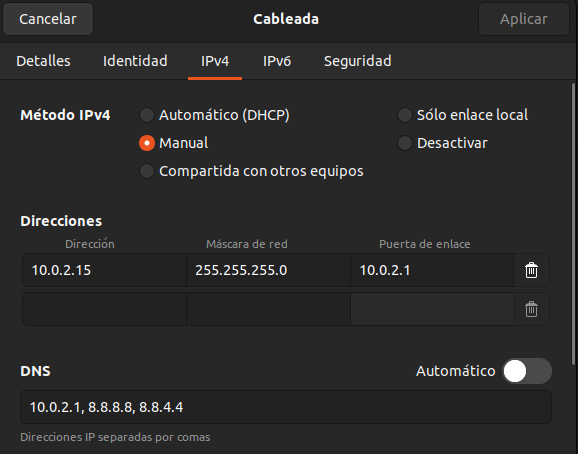 Cancelar Cableada Aplicar
Detalles Identidad IPv4 IPv6 Seguridad
Método IPv4 Automático (DHCP) Sólo enlace local
Manual Desactivar
Compartida con otros equipos
Direcciones
Dirección Máscara de red Puerta de enlace
10.0.2.15 255.255.255.0 10.0.2.1
DNS Automático
10.0.2.1, 8.8.8.8, 8.8.4.4
Direcciones IP separadas por comas